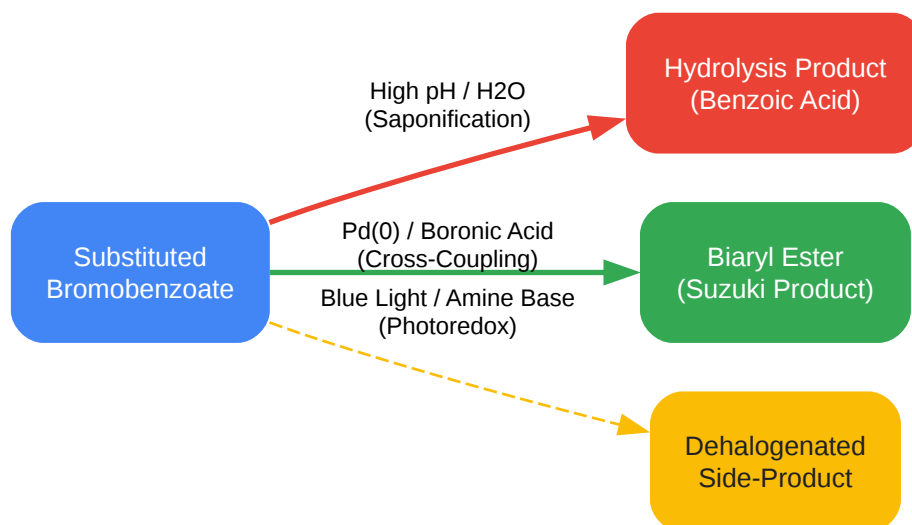 High pH / H2O
(Saponification)
Hydrolysis Product
(Benzoic Acid)
Substituted
Bromobenzoate
Pd(0) / Boronic Acid
(Cross-Coupling)
Biaryl Ester
(Suzuki Product)
Blue Light / Amine Base
(Photoredox)
Dehalogenated
Side-Product